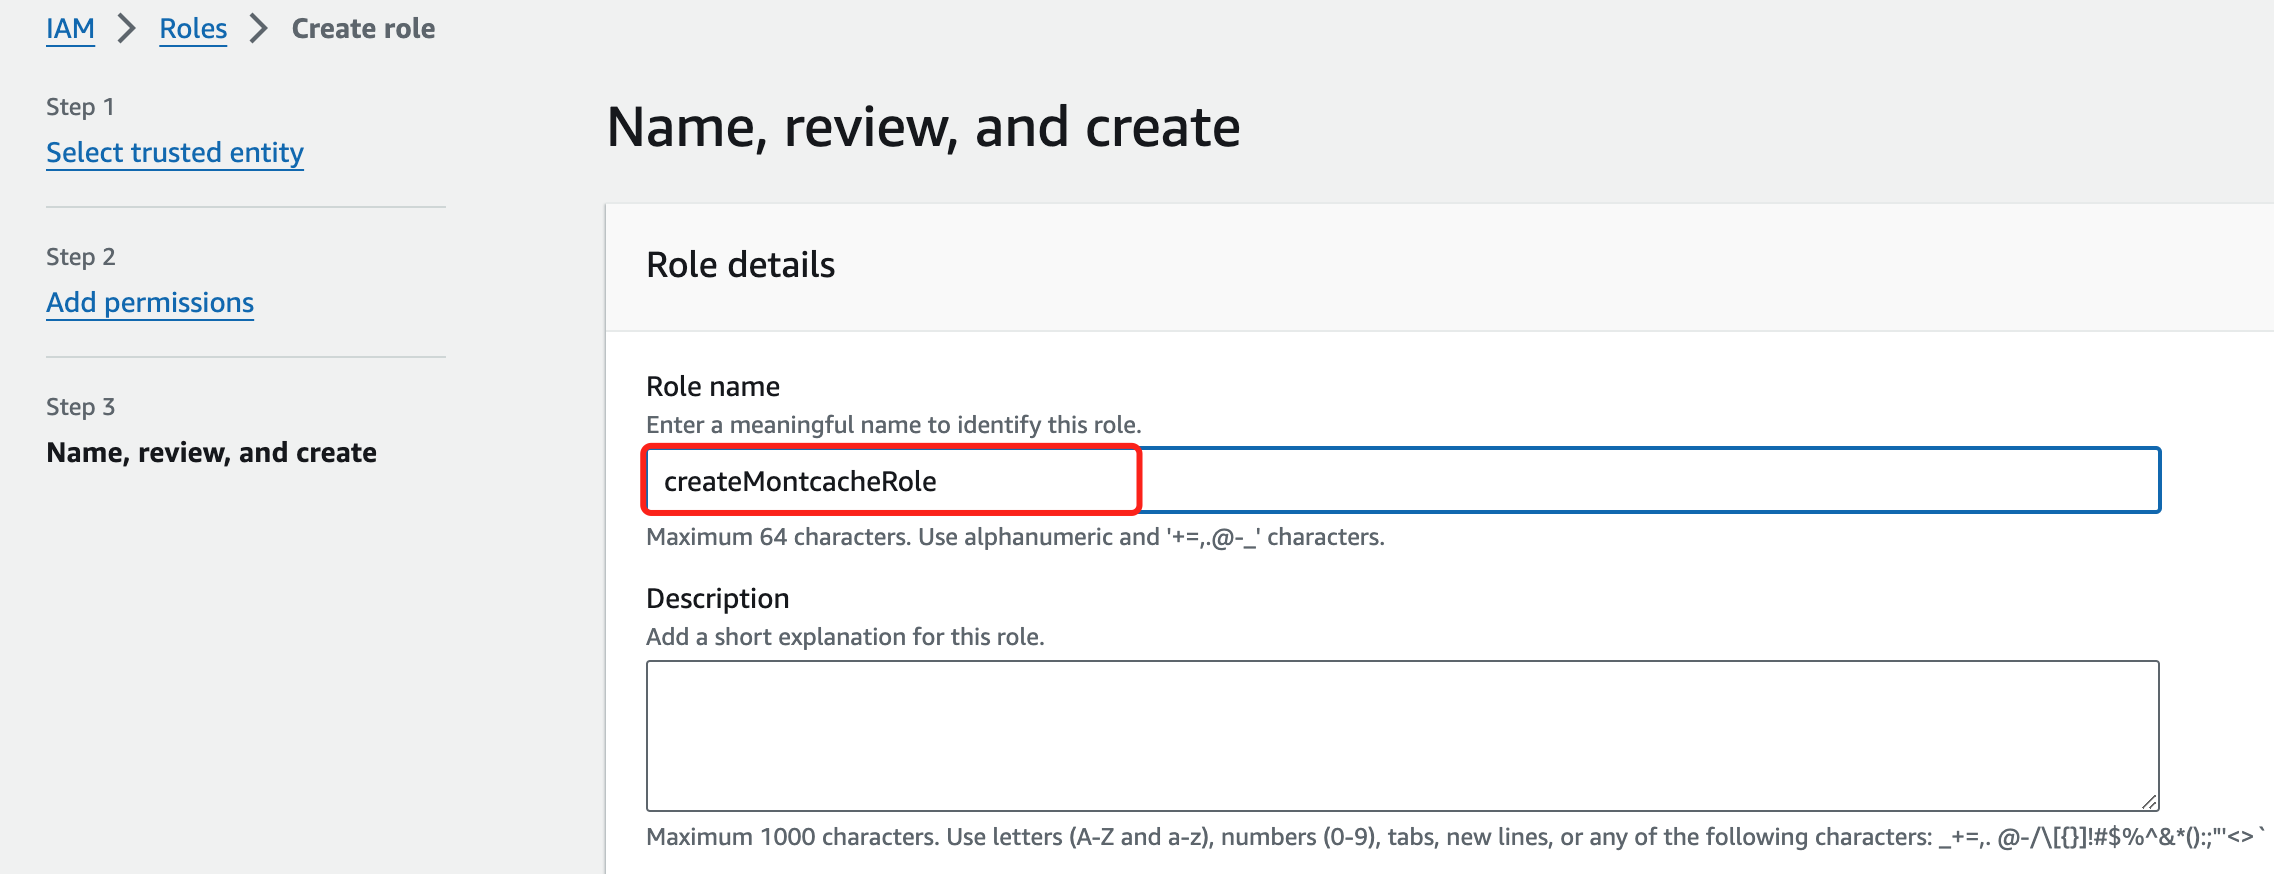 IAM > Roles > Create role
Step 1
Select trusted entity
Step 2
Add permissions
Step 3
Name, review, and create
Name, review, and create
Role details
Role name
Enter a meaningful name to identify this role.
createMontcacheRole
Maximum 64 characters. Use alphanumeric and '+=,.@-_' characters.
Description
Add a short explanation for this role.
Maximum 1000 characters. Use letters (A-Z and a-z), numbers (0-9), tabs, new lines, or any of the following characters: _+=,. @-/\[{}]!#$%^&*():;"'<>`